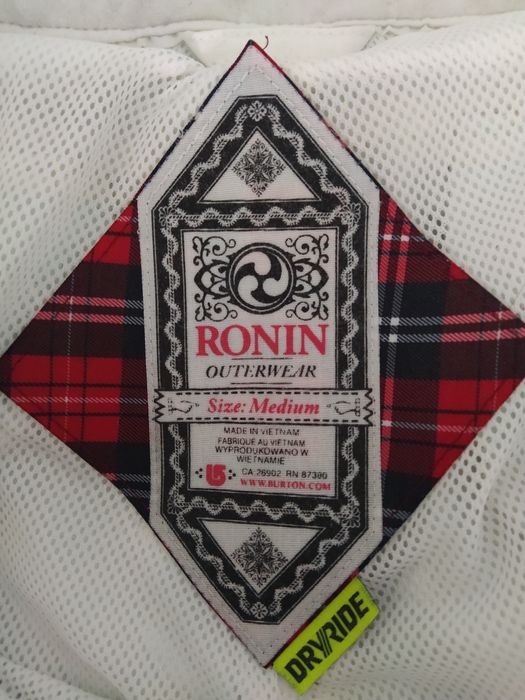 RONIN
OUTERWEAR
Size: Medium
MADE IN VIETNAM
FABRIQUE AU VIETNAM
WYPRODUKOWANO W
WIETNAMIE
CA 26902 RN 87390
WWW.BURTON.COM
DRYRIDE